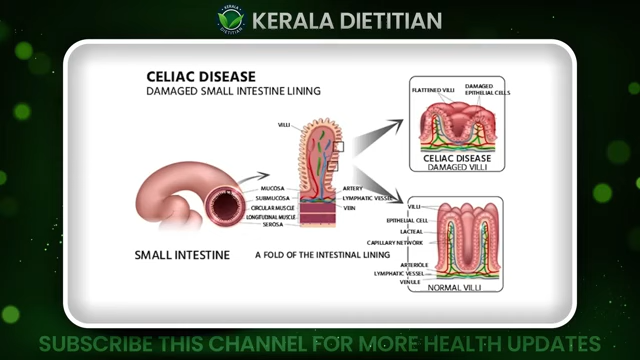 KERALA
DIETITIAN
KERALA DIETITIAN
CELIAC DISEASE
DAMAGED SMALL INTESTINE LINING
VILLI
MUCOSA
SUBMUCOSA
CIRCULAR MUSCLE
LONGITUDINAL MUSCLE
SEROSA
ARTERY
LYMPHATIC VESSEL
VEIN
SMALL INTESTINE
A FOLD OF THE INTESTINAL LINING
FLATTENED VILLI
DAMAGED
EPITHELIAL CELLS
CELIAC DISEASE
DAMAGED VILLI
VILLI
EPITHELIAL CELL
LACTEAL
CAPILLARY NETWORK
ARTERIOLE
LYMPHATIC VESSEL
VENULE
NORMAL VILLI
SUBSCRIBE THIS CHANNEL FOR MORE HEALTH UPDATES